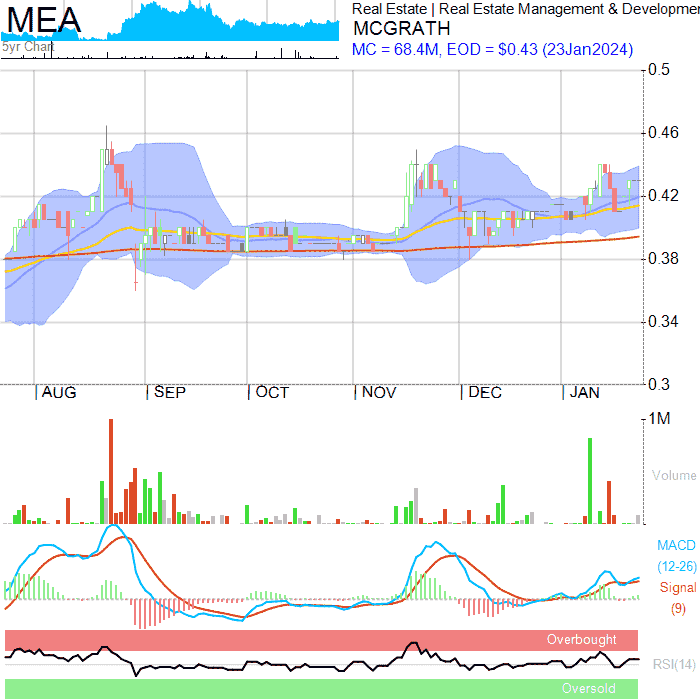 MEA
5yr Chart
Real Estate | Real Estate Management & Developmen
MCGRATH
MC = 68.4M, EOD = $0.43 (23Jan2024)
0.5
0.46
0.42
0.38
0.34
0.3
|AUG |SEP |OCT |NOV |DEC |JAN
1M
Volume
MACD
(12-26)
Signal
(9)
Overbought
RSI(14)
Oversold